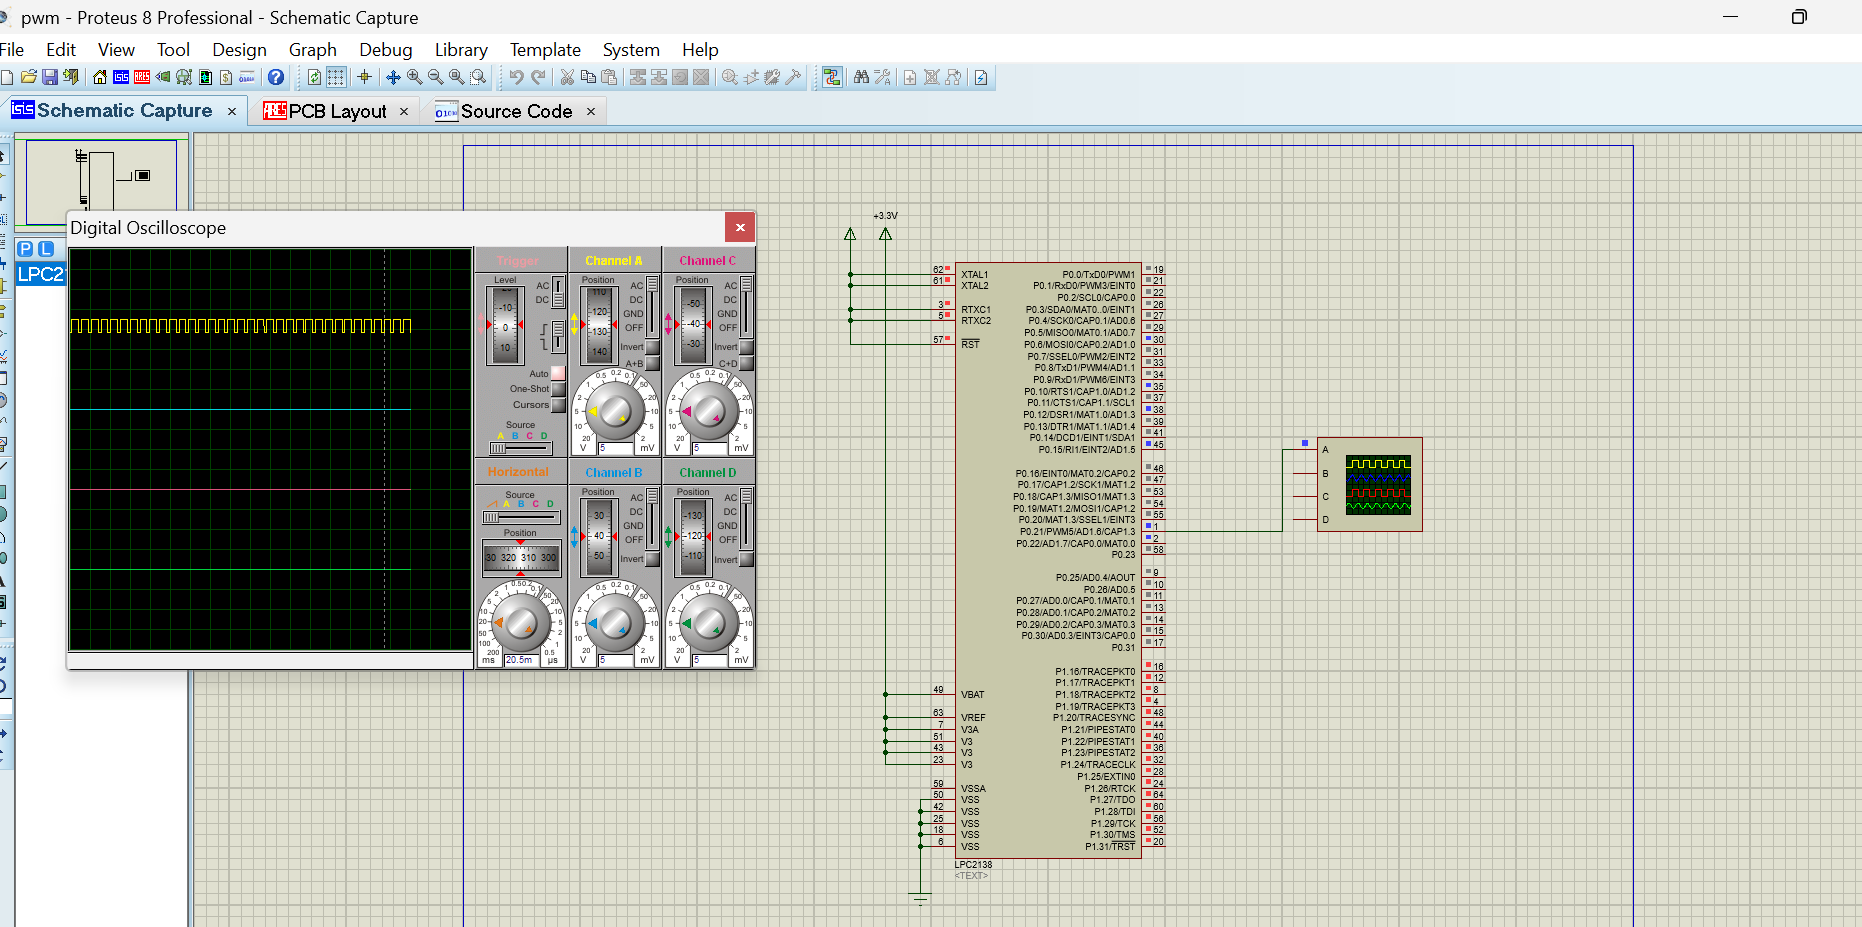 pwm - Proteus 8 Professional - Schematic Capture
File Edit View Tool Design Graph Debug Library Template System Help
Schematic Capture × PCB Layout × Source Code ×
P L
LPC2
Digital Oscilloscope
Trigger
Level
AC
DC
-10
0
10
Auto
One-Shot
Cursors
Source
A B C D
Channel A
Position
110
120
130
140
AC
DC
GND
OFF
Invert
A+B
V 5 mV
Channel C
Position
-50
-40
-30
AC
DC
GND
OFF
Invert
C+D
V 5 mV
Horizontal
Source
A B C D
Position
30 320 310 300
ms 20.5m µs
Channel B
Position
30
40
50
AC
DC
GND
OFF
Invert
V 5 mV
Channel D
Position
-130
-120
-110
AC
DC
GND
OFF
Invert
V 5 mV
+3.3V
62 XTAL1
61 XTAL2
3 RTXC1
5 RTXC2
57 RST
49 VBAT
63 VREF
7 V3A
51 V3
43 V3
23 V3
59 VSSA
50 VSS
42 VSS
25 VSS
18 VSS
6 VSS
P0.0/TxD0/PWM1 19
P0.1/RxD0/PWM3/EINT0 21
P0.2/SCL0/CAP0.0 22
P0.3/SDA0/MAT0..0/EINT1 26
P0.4/SCK0/CAP0.1/AD0.6 27
P0.5/MISO0/MAT0.1/AD0.7 29
P0.6/MOSI0/CAP0.2/AD1.0 30
P0.7/SSEL0/PWM2/EINT2 31
P0.8/TxD1/PWM4/AD1.1 33
P0.9/RxD1/PWM6/EINT3 34
P0.10/RTS1/CAP1.0/AD1.2 35
P0.11/CTS1/CAP1.1/SCL1 37
P0.12/DSR1/MAT1.0/AD1.3 38
P0.13/DTR1/MAT1.1/AD1.4 39
P0.14/DCD1/EINT1/SDA1 41
P0.15/RI1/EINT2/AD1.5 45
P0.16/EINT0/MAT0.2/CAP0.2 46
P0.17/CAP1.2/SCK1/MAT1.2 47
P0.18/CAP1.3/MISO1/MAT1.3 53
P0.19/MAT1.2/MOSI1/CAP1.2 54
P0.20/MAT1.3/SSEL1/EINT3 55
P0.21/PWM5/AD1.6/CAP1.3 1
P0.22/AD1.7/CAP0.0/MAT0.0 2
P0.23 58
P0.25/AD0.4/AOUT 9
P0.26/AD0.5 10
P0.27/AD0.0/CAP0.1/MAT0.1 11
P0.28/AD0.1/CAP0.2/MAT0.2 13
P0.29/AD0.2/CAP0.3/MAT0.3 14
P0.30/AD0.3/EINT3/CAP0.0 15
P0.31 17
P1.16/TRACEPKT0 16
P1.17/TRACEPKT1 12
P1.18/TRACEPKT2 8
P1.19/TRACEPKT3 4
P1.20/TRACESYNC 48
P1.21/PIPESTAT0 44
P1.22/PIPESTAT1 40
P1.23/PIPESTAT2 36
P1.24/TRACECLK 32
P1.25/EXTIN0 28
P1.26/RTCK 24
P1.27/TDO 64
P1.28/TDI 60
P1.29/TCK 56
P1.30/TMS 52
P1.31/TRST 20
LPC2138
<TEXT>
A
B
C
D